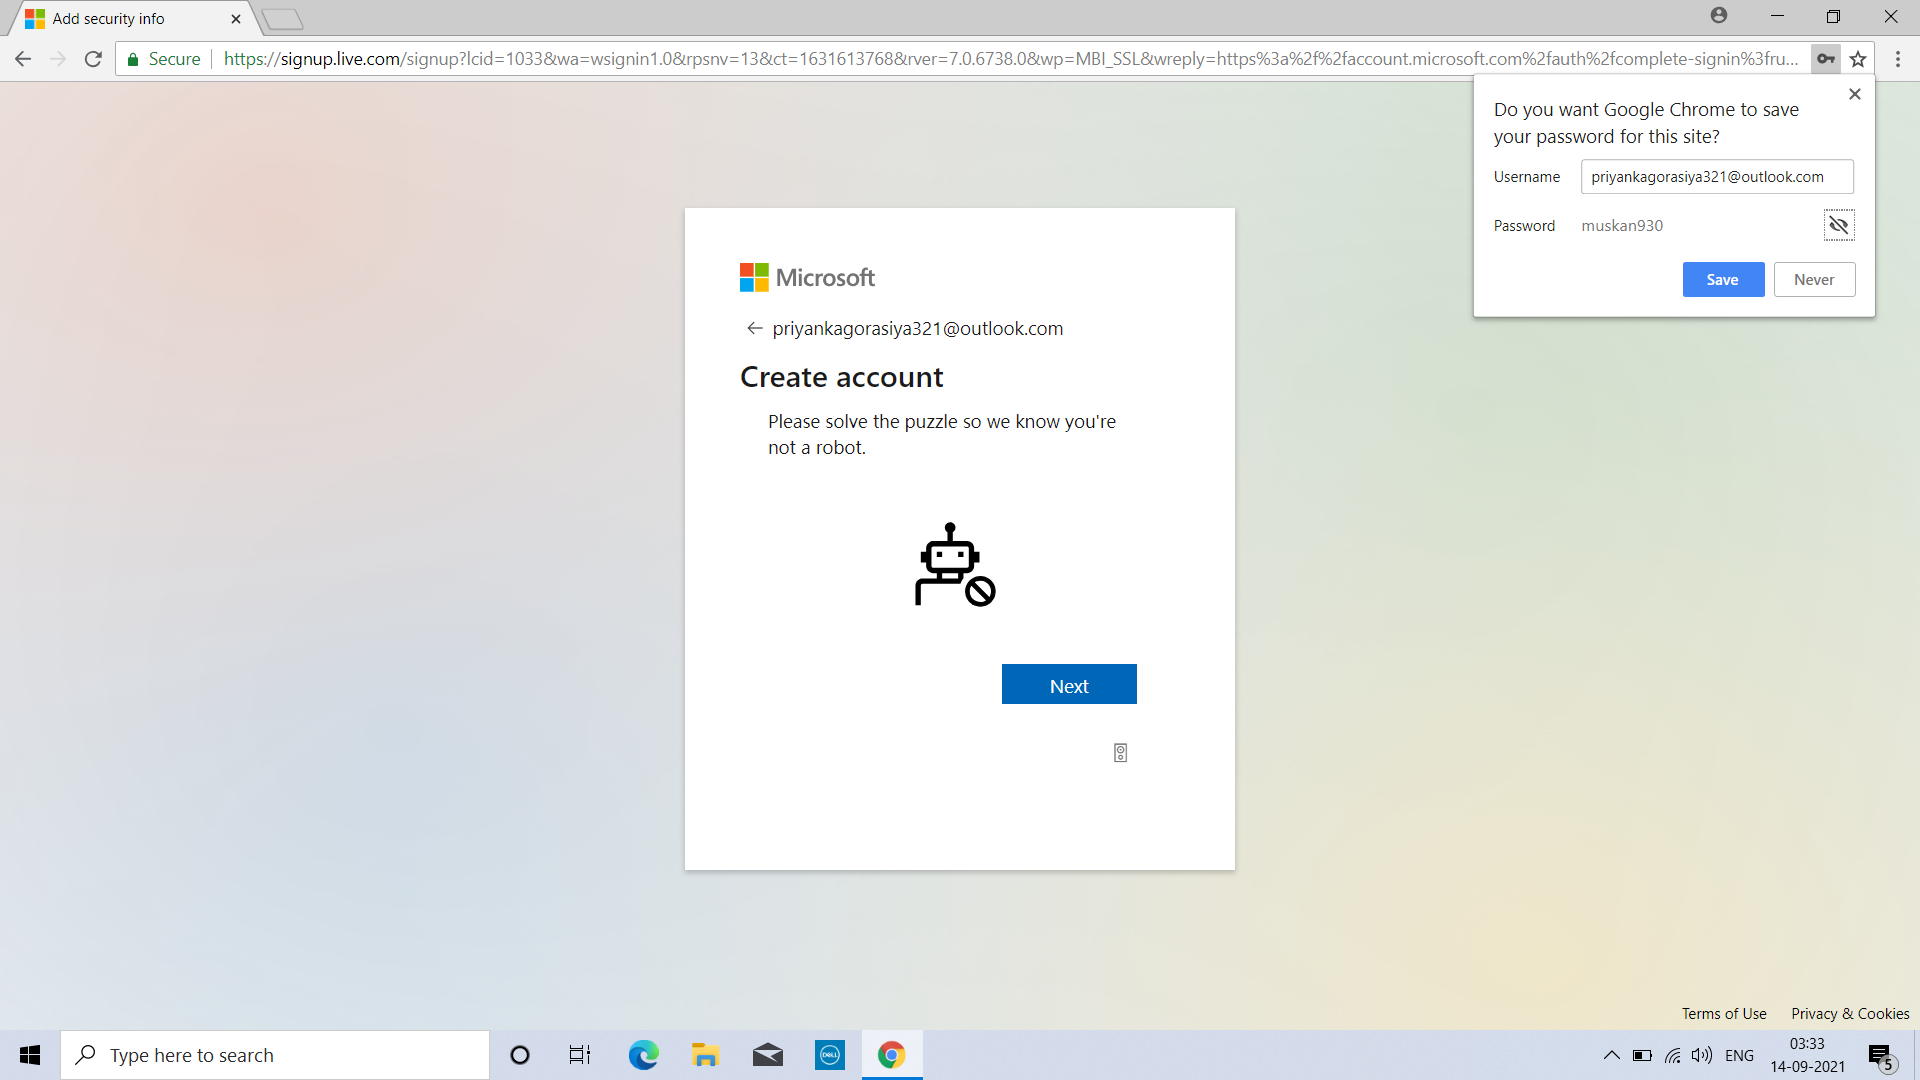 Add security info
Secure
https://signup.live.com/signup?lcid=1033&wa=wsignin1.0&rpsnv=13&ct=1631613768&rver=7.0.6738.0&wp=MBI_SSL&wreply=https%3a%2f%2faccount.microsoft.com%2fauth%2fcomplete-signin%3fru...
Do you want Google Chrome to save
your password for this site?
Username priyankagorasiya321@outlook.com
Password muskan930
Save Never
Microsoft
priyankagorasiya321@outlook.com
Create account
Please solve the puzzle so we know you're
not a robot.
Next
Terms of Use Privacy & Cookies
Type here to search
DELL
ENG
03:33
14-09-2021
5